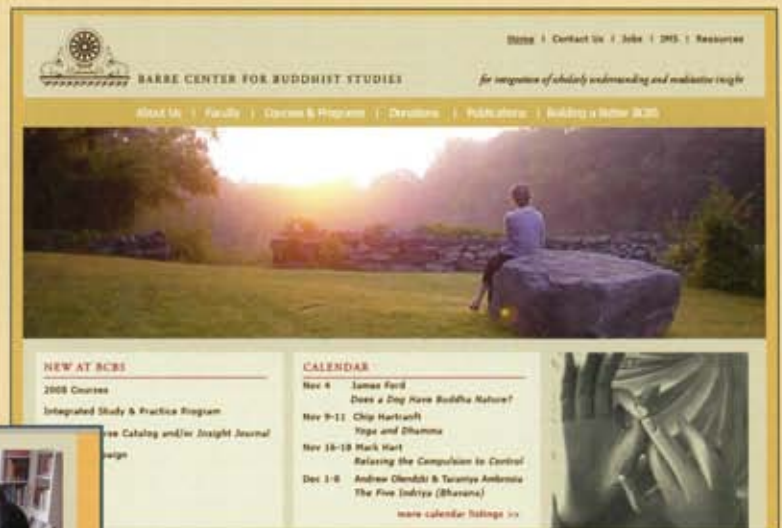 Home | Contact Us | Jobs | IMS | Resources
BARRE CENTER FOR BUDDHIST STUDIES
for integration of scholarly understanding and meditative insight
About Us | Faculty | Courses & Programs | Donations | Publications | Building a Better BCBS
NEW AT BCBS
2008 Courses
Integrated Study & Practice Program
rse Catalog and/or Insight Journal
paign
CALENDAR
Nov 4 James Ford
Does a Dog Have Buddha Nature?
Nov 9-11 Chip Hartranft
Yoga and Dhamma
Nov 16-18 Mark Hart
Relaxing the Compulsion to Control
Dec 1-8 Andrew Olendzki & Taraniya Ambrosia
The Five Indriya (Bhavana)
more calendar listings >>